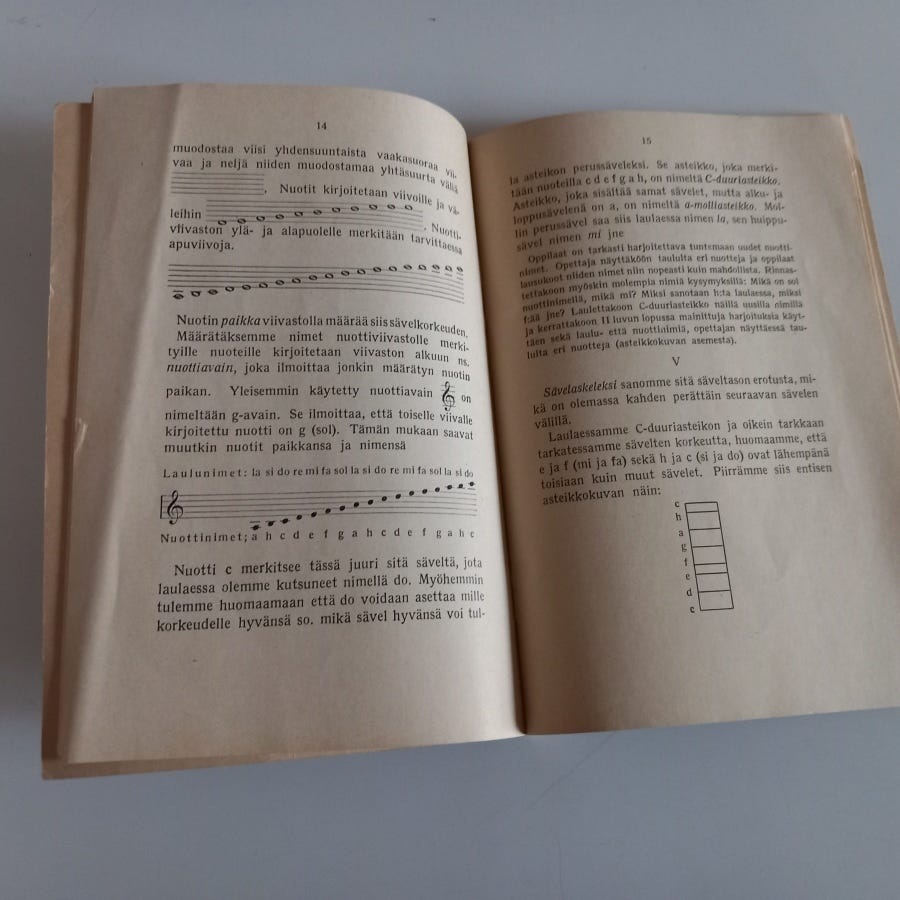 14
muodostaa viisi yhdensuuntaista vaakasuoraa vii-
vaa ja neljä niiden muodostamaa yhtäsuurta väliä
. Nuotit kirjoitetaan viivoille ja vä-
leihin . Nuotti-
viivaston ylä- ja alapuolelle merkitään tarvittaessa
apuviivoja.
Nuotin paikka viivastolla määrää siis sävelkorkeuden.
Määrätäksemme nimet nuottiviivastolle merki-
tyille nuoteille kirjoitetaan viivaston alkuun ns.
nuottiavain, joka ilmoittaa jonkin määrätyn nuotin
paikan. Yleisemmin käytetty nuottiavain on
nimeltään g-avain. Se ilmoittaa, että toiselle viivalle
kirjoitettu nuotti on g (sol). Tämän mukaan saavat
muutkin nuotit paikkansa ja nimensä
Laulunimet: la si do re mi fa sol la si do re mi fa sol la si do
Nuottinimet; a h c d e f g a h c d e f g a h c
Nuotti c merkitsee tässä juuri sitä säveltä, jota
laulaessa olemme kutsuneet nimellä do. Myöhemmin
tulemme huomaamaan että do voidaan asettaa mille
korkeudelle hyvänsä so. mikä sävel hyvänsä voi tul-
15
la asteikon perussäveleksi. Se asteikko, joka merki-
tään nuoteilla c d e f g a h, on nimeltä C-duuriasteikko.
Asteikko, joka sisältää samat sävelet, mutta alku- ja
loppusävelenä on a, on nimeltä a-molliasteikko. Mol-
lin perussävel saa siis laulaessa nimen la, sen huippu-
sävel nimen mi jne
Oppilaat on tarkasti harjoitettava tuntemaan uudet nuotti-
nimet. Opettaja näyttäköön taululta eri nuotteja ja oppilaat
lausukoot niiden nimet niin nopeasti kuin mahdollista. Rinnas-
tettakoon myöskin molempia nimiä kysymyksillä: Mikä on sol
nuottinimellä, mikä mi? Miksi sanotaan h:ta laulaessa, miksi
f:ää jne? Laulettakoon C-duuriasteikko näillä uusilla nimillä
ja kerrattakoon II luvun lopussa mainittuja harjoituksia käyt-
täen sekä laulu- että nuottinimiä, opettajan näyttäessä tau-
lulta eri nuotteja (asteikkokuvan asemesta).
V
Sävelaskeleksi sanomme sitä säveltason erotusta, mi-
kä on olemassa kahden perättäin seuraavan sävelen
välillä.
Laulaessamme C-duuriasteikon ja oikein tarkkaan
tarkatessamme sävelten korkeutta, huomaamme, että
e ja f (mi ja fa) sekä h ja c (si ja do) ovat lähempänä
toisiaan kuin muut sävelet. Piirrämme siis entisen
asteikkokuvan näin:
c
h
a
g
f
e
d
c